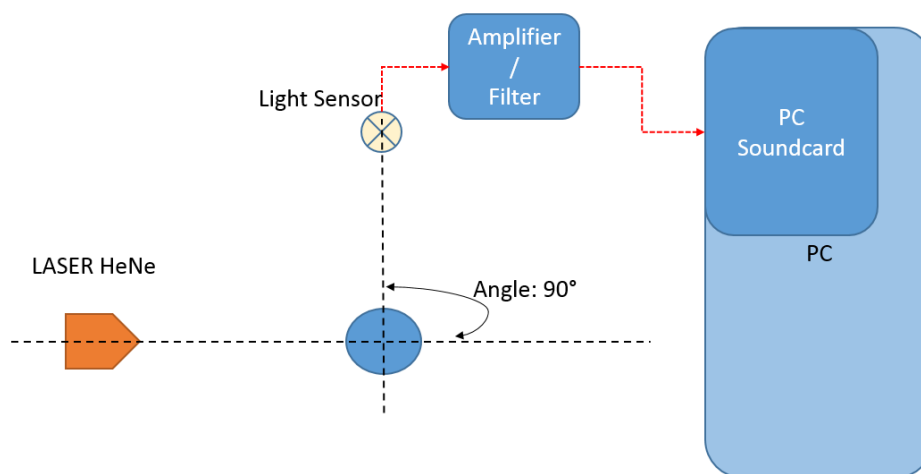 Amplifier
/
Filter
Light Sensor
PC
Soundcard
PC
LASER HeNe
Angle: 90°